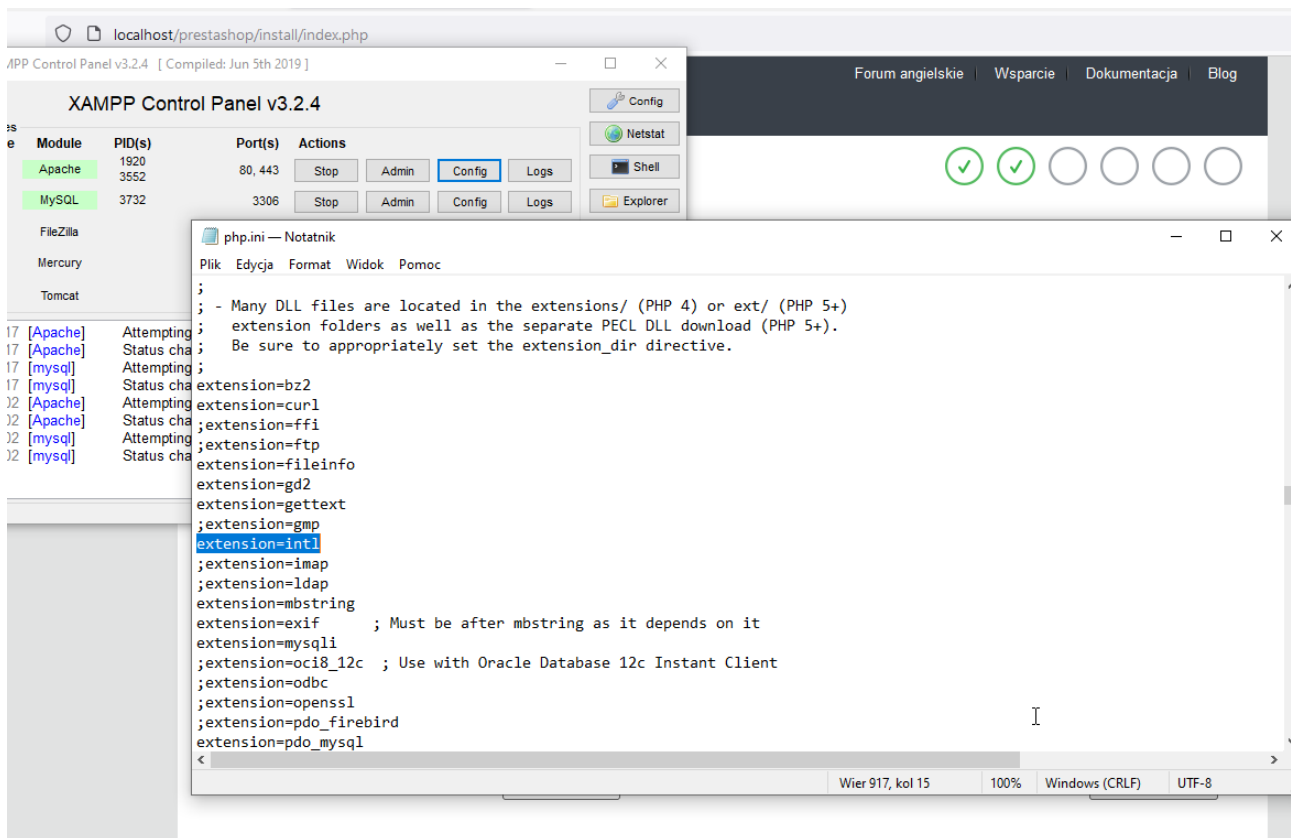 localhost/prestashop/install/index.php
MPP Control Panel v3.2.4 [ Compiled: Jun 5th 2019 ]
Forum angielskie
Wsparcie
Dokumentacja
Blog
XAMPP Control Panel v3.2.4
Config
es
Netstat
e Module PID(s) Port(s) Actions
Apache 1920 3552 80, 443 Stop Admin Config Logs Shell
MySQL 3732 3306 Stop Admin Config Logs Explorer
FileZilla
Mercury
Tomcat
17 [Apache] Attempting
17 [Apache] Status cha
17 [mysql] Attempting
17 [mysql] Status cha
02 [Apache] Attempting
02 [Apache] Status cha
02 [mysql] Attempting
02 [mysql] Status cha
php.ini — Notatnik
Plik Edycja Format Widok Pomoc
;
; - Many DLL files are located in the extensions/ (PHP 4) or ext/ (PHP 5+)
;   extension folders as well as the separate PECL DLL download (PHP 5+).
;   Be sure to appropriately set the extension_dir directive.
;
extension=bz2
extension=curl
;extension=ffi
;extension=ftp
extension=fileinfo
extension=gd2
extension=gettext
;extension=gmp
extension=intl
;extension=imap
;extension=ldap
extension=mbstring
extension=exif      ; Must be after mbstring as it depends on it
extension=mysqli
;extension=oci8_12c  ; Use with Oracle Database 12c Instant Client
;extension=odbc
;extension=openssl
;extension=pdo_firebird
extension=pdo_mysql
Wier 917, kol 15 100% Windows (CRLF) UTF-8